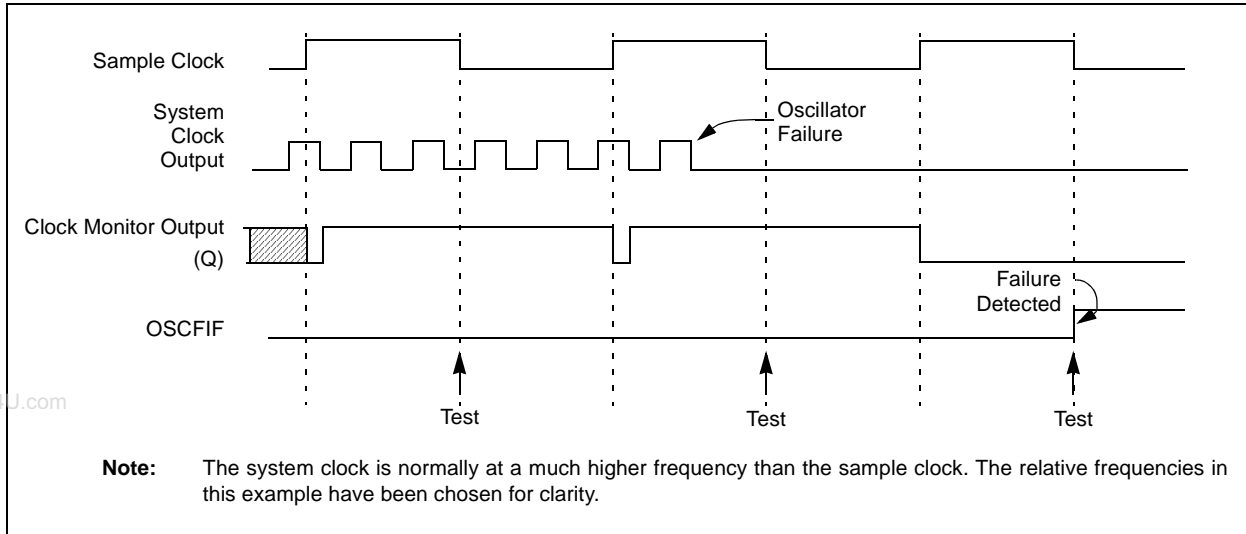 Sample Clock
System
Clock
Output
Oscillator
Failure
Clock Monitor Output
(Q)
Failure
Detected
OSCFIF
4U.com
Test
Test
Test
Note: The system clock is normally at a much higher frequency than the sample clock. The relative frequencies in
this example have been chosen for clarity.